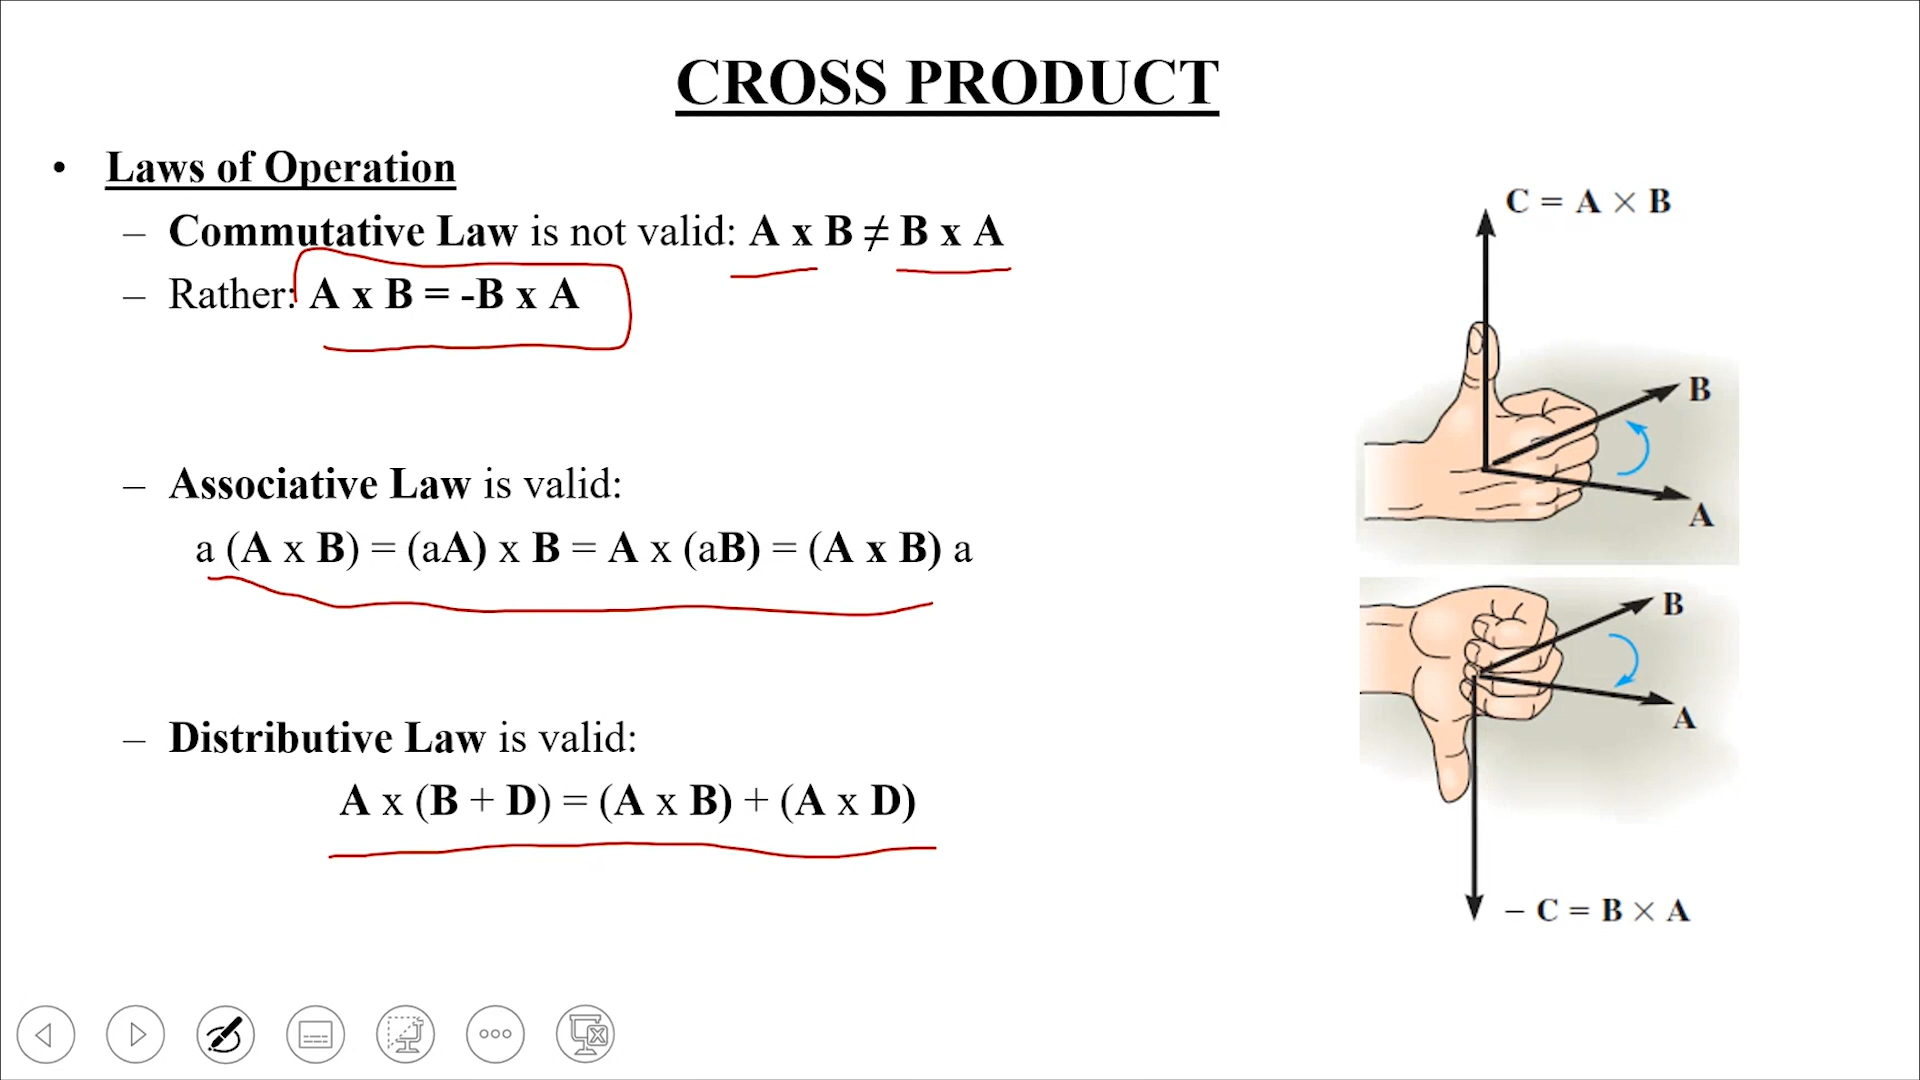 CROSS PRODUCT
• Laws of Operation
– Commutative Law is not valid: A x B ≠ B x A
– Rather: A x B = -B x A
– Associative Law is valid:
a (A x B) = (aA) x B = A x (aB) = (A x B) a
– Distributive Law is valid:
A x (B + D) = (A x B) + (A x D)
C = A × B
B
A
B
A
– C = B × A